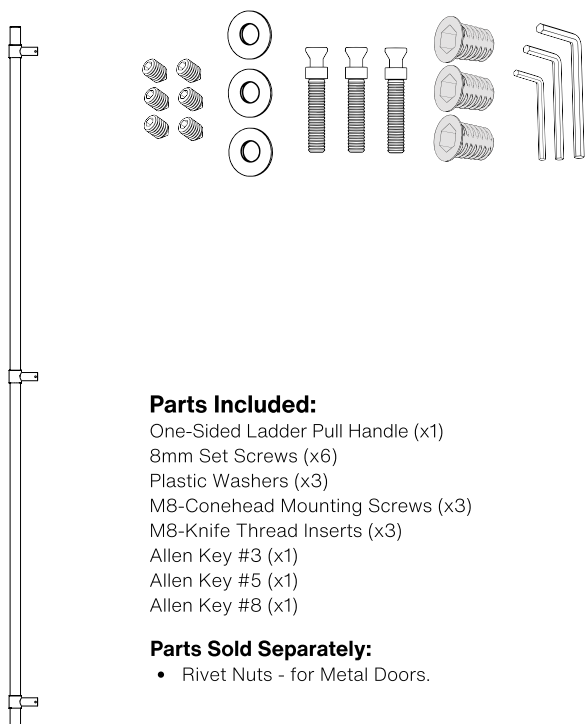 Parts Included:
One-Sided Ladder Pull Handle (x1)
8mm Set Screws (x6)
Plastic Washers (x3)
M8-Conehead Mounting Screws (x3)
M8-Knife Thread Inserts (x3)
Allen Key #3 (x1)
Allen Key #5 (x1)
Allen Key #8 (x1)
Parts Sold Separately:
• Rivet Nuts - for Metal Doors.